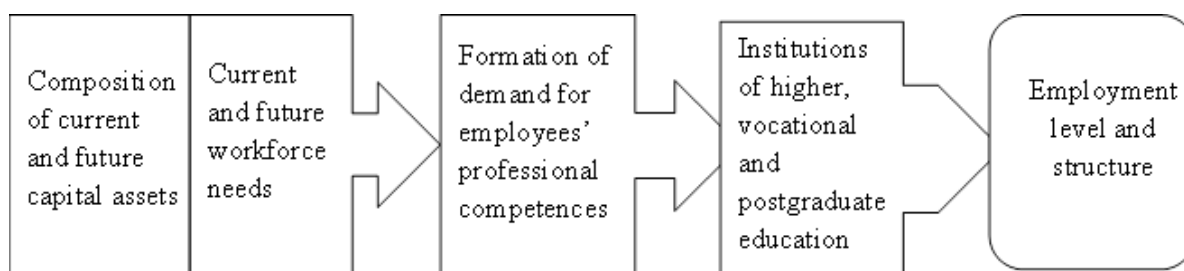 Composition
of current
and future
capital assets
Current
and future
workforce
needs
Formation of
demand for
employees’
professional
competences
Institutions
of higher,
vocational
and
postgraduate
education
Employment
level and
structure